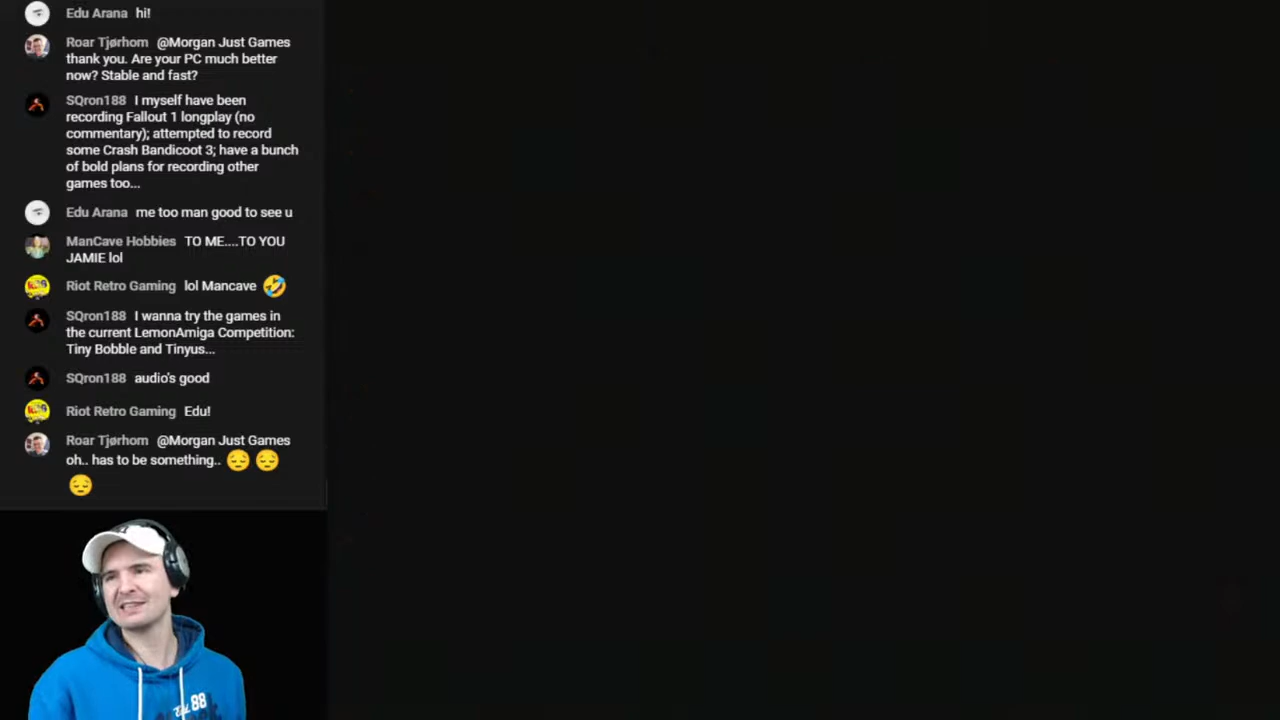 Edu Arana hi!
Roar Tjørhom @Morgan Just Games
thank you. Are your PC much better
now? Stable and fast?
SQron188 I myself have been
recording Fallout 1 longplay (no
commentary); attempted to record
some Crash Bandicoot 3; have a bunch
of bold plans for recording other
games too...
Edu Arana me too man good to see u
ManCave Hobbies TO ME....TO YOU
JAMIE lol
Riot Retro Gaming lol Mancave 🤣
SQron188 I wanna try the games in
the current LemonAmiga Competition:
Tiny Bobble and Tinyus...
SQron188 audio's good
Riot Retro Gaming Edu!
Roar Tjørhom @Morgan Just Games
oh.. has to be something.. 😔 😔
😔
88